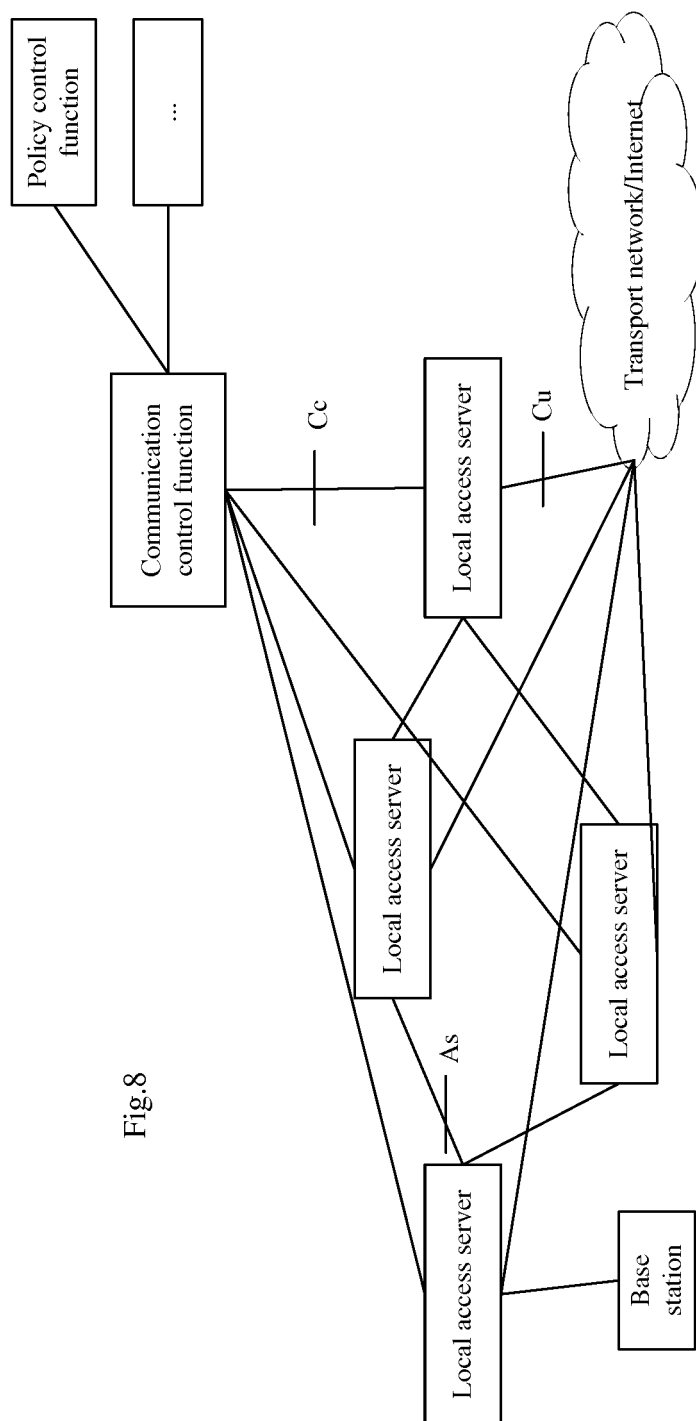 Policy control
function
...
Communication
control function
Cc
Local access server
Cu
Transport network/Internet
Local access server
Local access server
As
Local access server
Base
station
Fig.8